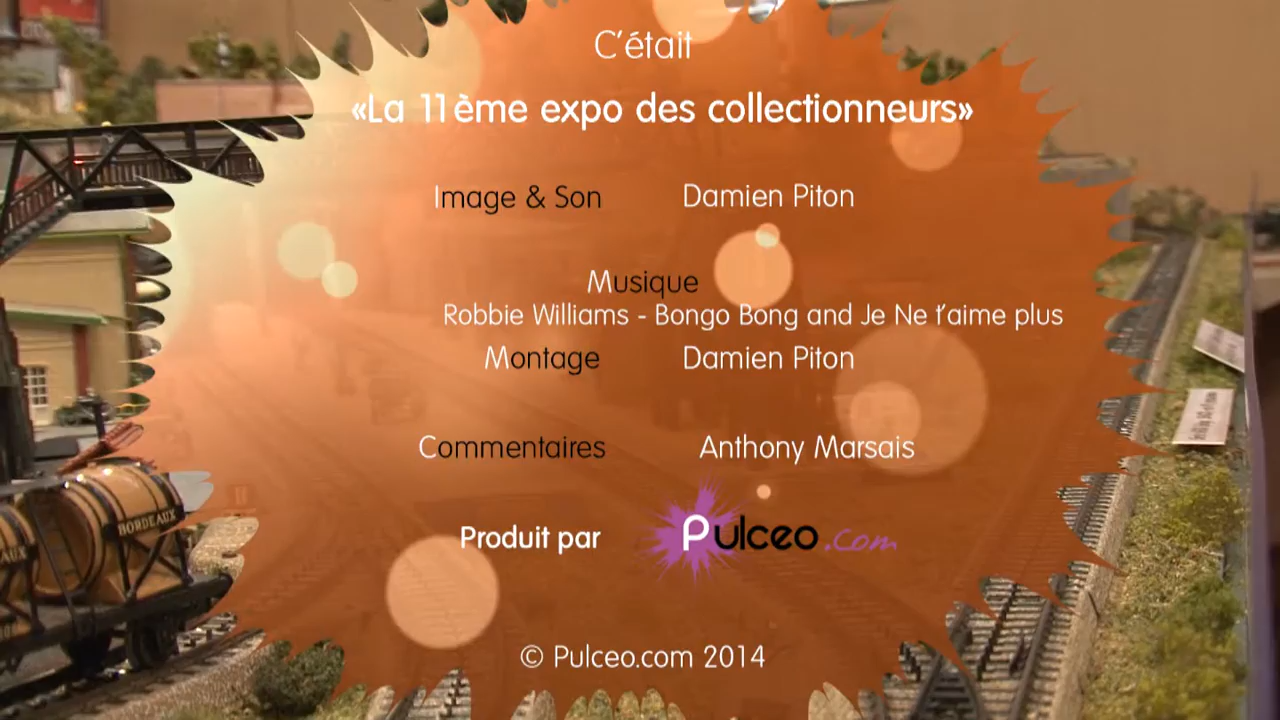 C'était
«La 11ème expo des collectionneurs»
Image & Son Damien Piton
Musique
Robbie Williams - Bongo Bong and Je Ne t'aime plus
Montage Damien Piton
Commentaires Anthony Marsais
Produit par Pulceo.com
© Pulceo.com 2014
BORDEAUX